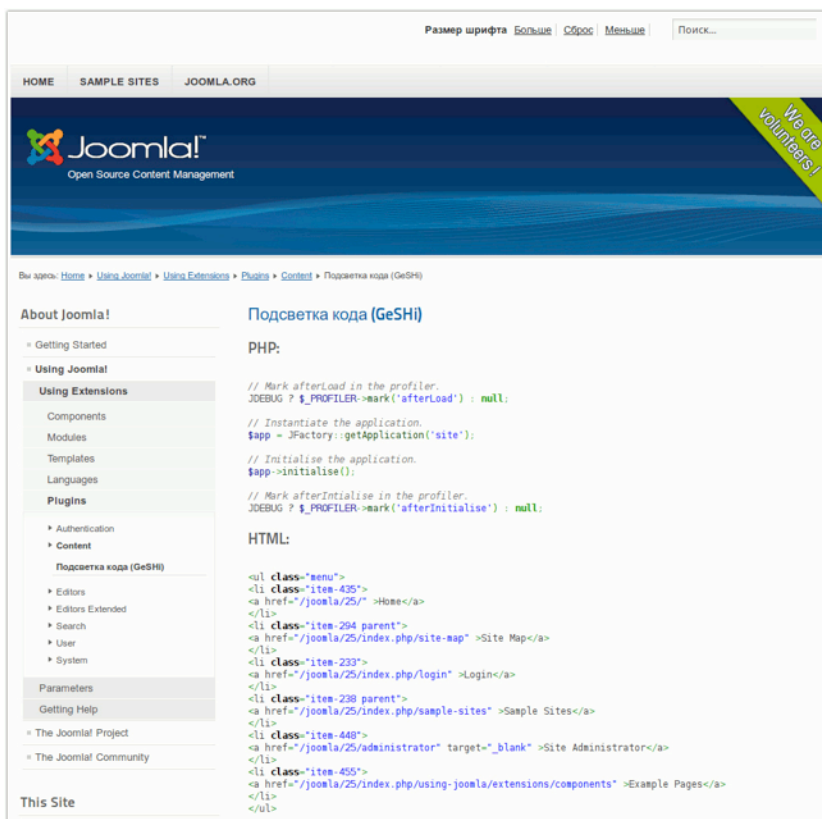 Размер шрифта Больше Сброс Меньше Поиск...
HOME SAMPLE SITES JOOMLA.ORG
Joomla!™
Open Source Content Management
We are
volunteers!
Вы здесь: Home ▸ Using Joomla! ▸ Using Extensions ▸ Plugins ▸ Content ▸ Подсветка кода (GeSHi)
About Joomla!
Getting Started
Using Joomla!
Using Extensions
Components
Modules
Templates
Languages
Plugins
Authentication
Content
Подсветка кода (GeSHi)
Editors
Editors Extended
Search
User
System
Parameters
Getting Help
The Joomla! Project
The Joomla! Community
This Site
Подсветка кода (GeSHi)
PHP:
// Mark afterLoad in the profiler.
JDEBUG ? $_PROFILER->mark('afterLoad') : null;
// Instantiate the application.
$app = JFactory::getApplication('site');
// Initialise the application.
$app->initialise();
// Mark afterIntialise in the profiler.
JDEBUG ? $_PROFILER->mark('afterInitialise') : null;
HTML:
<ul class="menu">
<li class="item-435">
<a href="/joomla/25/" >Home</a>
</li>
<li class="item-294 parent">
<a href="/joomla/25/index.php/site-map" >Site Map</a>
</li>
<li class="item-233">
<a href="/joomla/25/index.php/login" >Login</a>
</li>
<li class="item-238 parent">
<a href="/joomla/25/index.php/sample-sites" >Sample Sites</a>
</li>
<li class="item-448">
<a href="/joomla/25/administrator" target="_blank" >Site Administrator</a>
</li>
<li class="item-455">
<a href="/joomla/25/index.php/using-joomla/extensions/components" >Example Pages</a>
</li>
</ul>